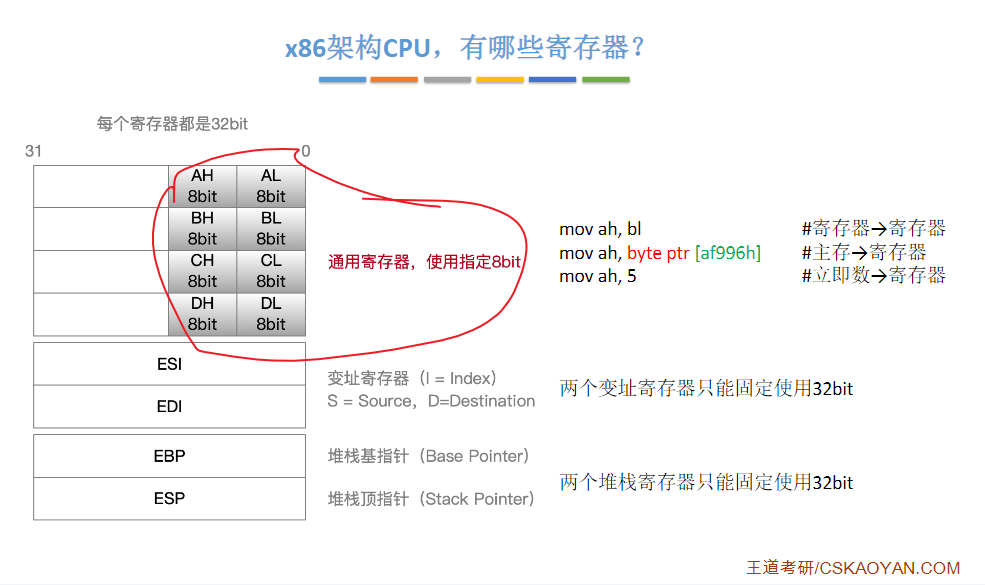 x86架构CPU，有哪些寄存器？
每个寄存器都是32bit
31 0
AH AL
8bit 8bit
BH BL
8bit 8bit
CH CL
8bit 8bit
DH DL
8bit 8bit
通用寄存器，使用指定8bit
mov ah, bl #寄存器→寄存器
mov ah, byte ptr [af996h] #主存→寄存器
mov ah, 5 #立即数→寄存器
ESI
EDI
变址寄存器（I = Index）
S = Source，D=Destination
两个变址寄存器只能固定使用32bit
EBP
堆栈基指针（Base Pointer）
ESP
堆栈顶指针（Stack Pointer）
两个堆栈寄存器只能固定使用32bit
王道考研/CSKAOYAN.COM